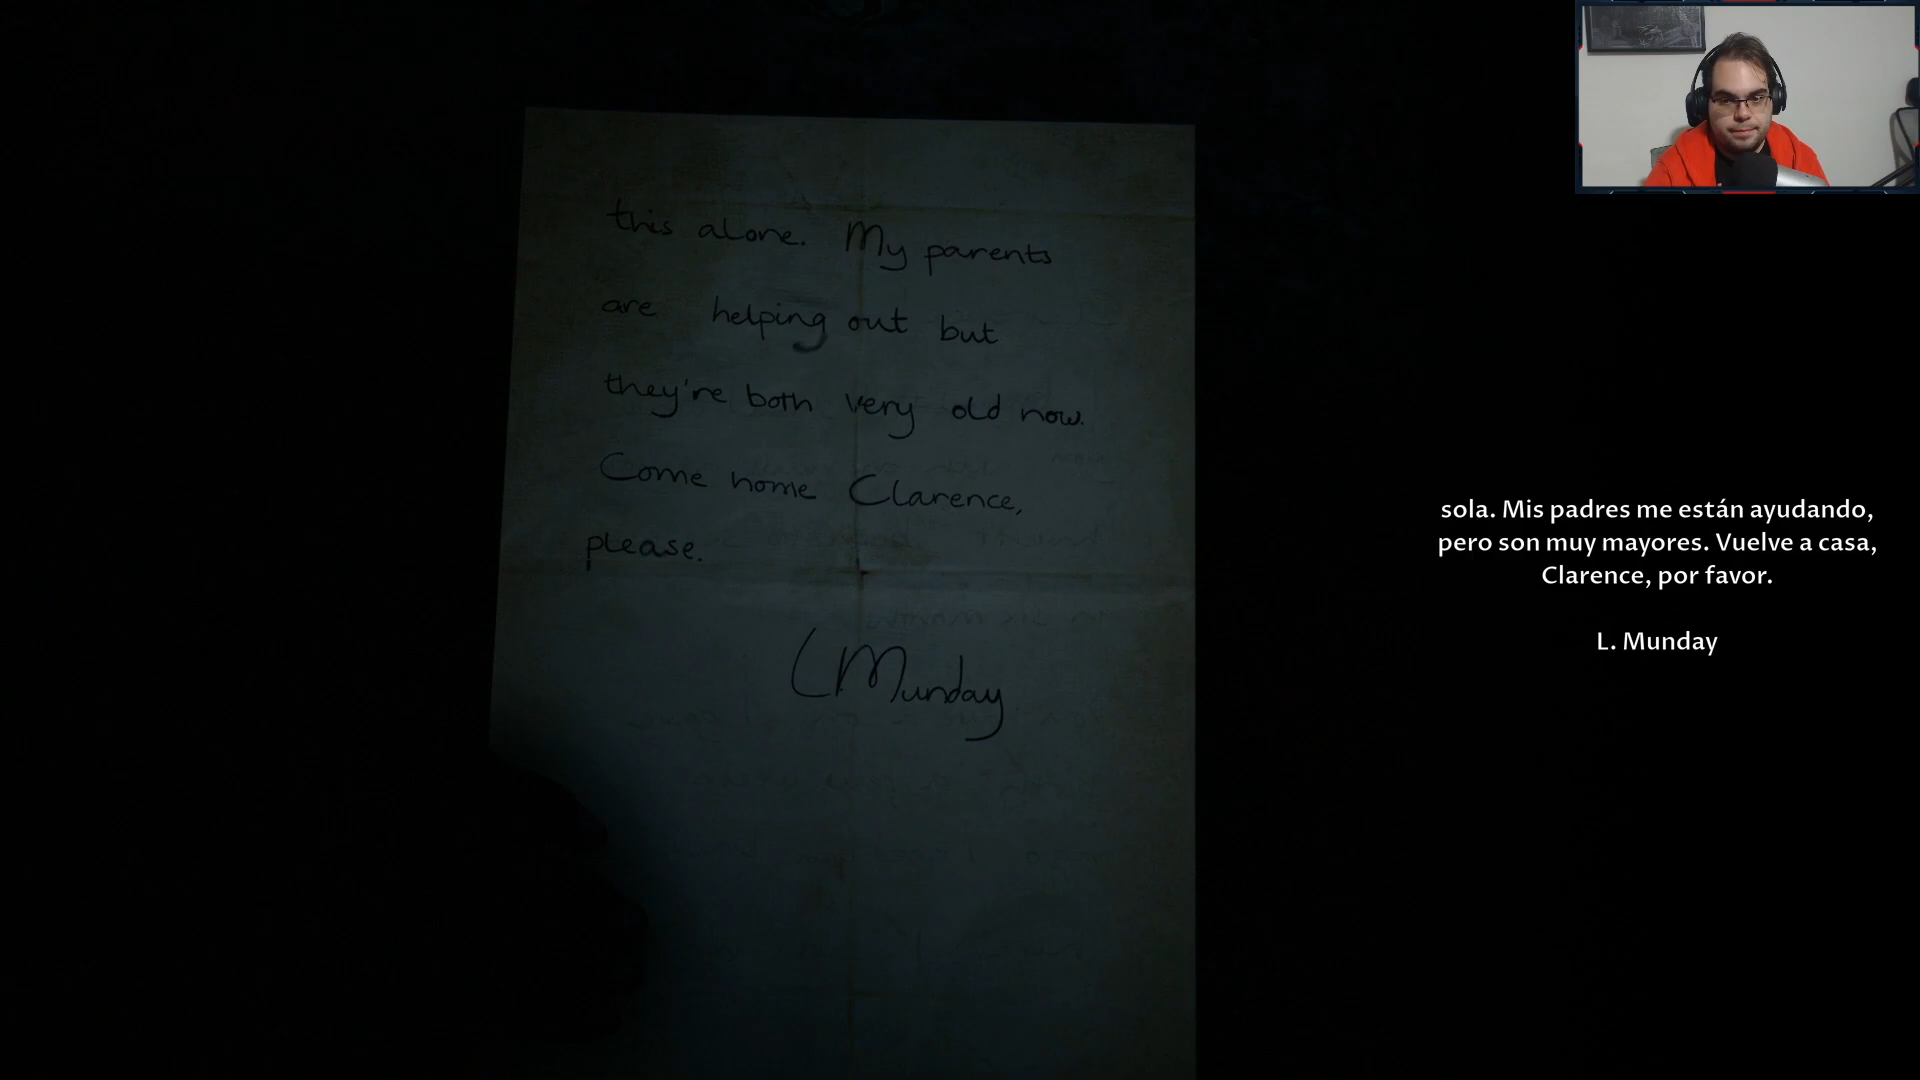 this alone. My parents
are helping out but
they're both very old now.
Come home Clarence,
please.
L Munday
sola. Mis padres me están ayudando,
pero son muy mayores. Vuelve a casa,
Clarence, por favor.
L. Munday